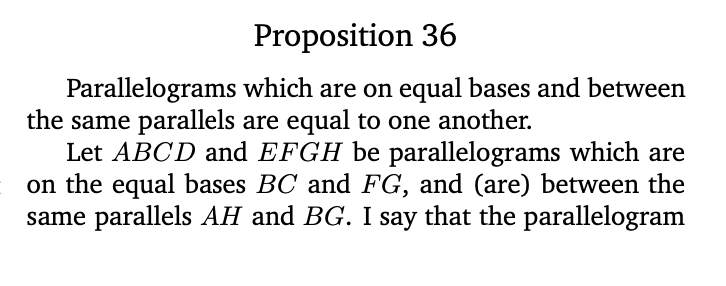 Proposition 36
Parallelograms which are on equal bases and between
the same parallels are equal to one another.
Let ABCD and EFGH be parallelograms which are
on the equal bases BC and FG, and (are) between the
same parallels AH and BG. I say that the parallelogram